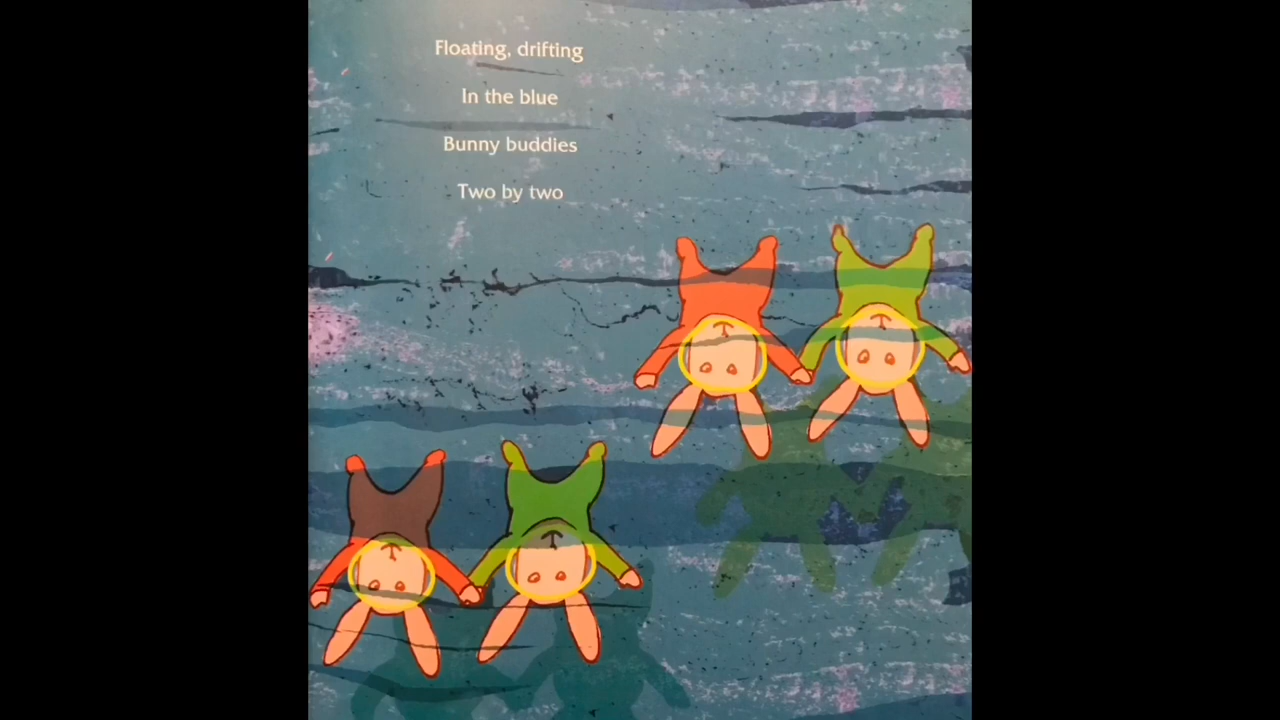 Floating, drifting
In the blue
Bunny buddies
Two by two